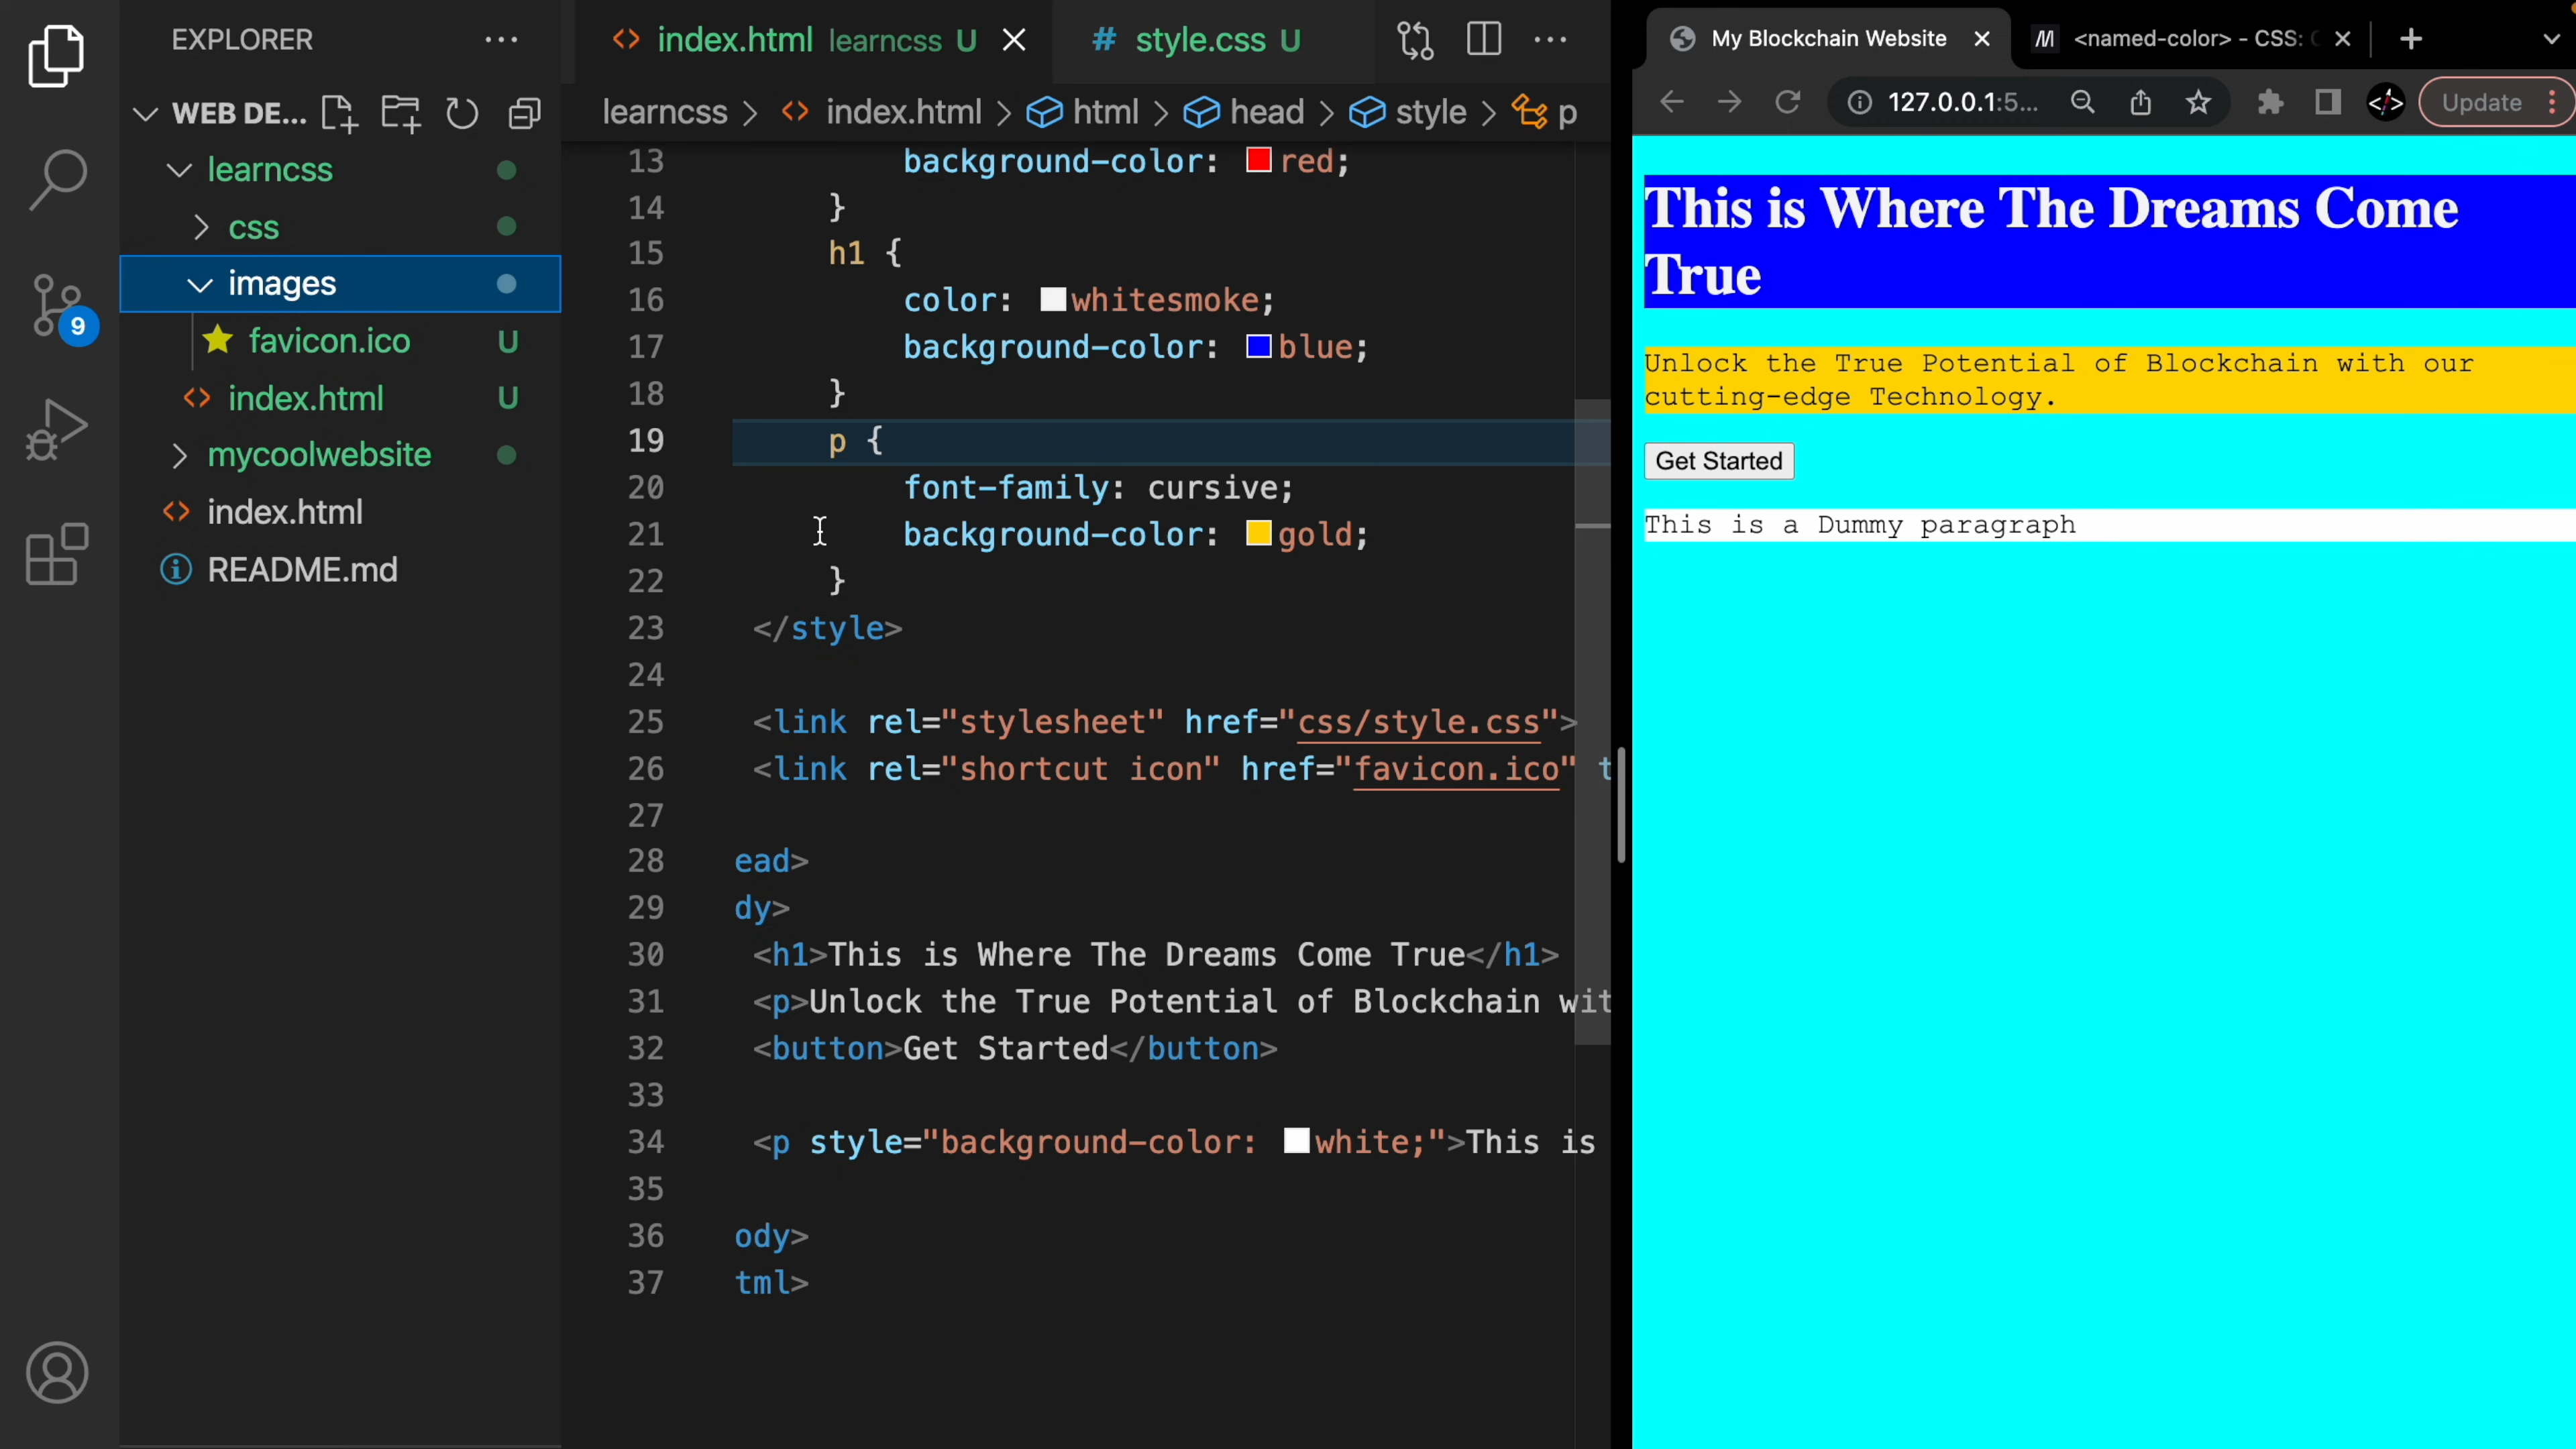 EXPLORER
WEB DE...
learncss
css
images
favicon.ico U
index.html U
mycoolwebsite
index.html
README.md
9
index.html learncss U
# style.css U
learncss > index.html > html > head > style > p
13 background-color: red;
14 }
15 h1 {
16 color: whitesmoke;
17 background-color: blue;
18 }
19 p {
20 font-family: cursive;
21 background-color: gold;
22 }
23 </style>
24
25 <link rel="stylesheet" href="css/style.css">
26 <link rel="shortcut icon" href="favicon.ico" t
27
28 ead>
29 dy>
30 <h1>This is Where The Dreams Come True</h1>
31 <p>Unlock the True Potential of Blockchain wit
32 <button>Get Started</button>
33
34 <p style="background-color: white;">This is
35
36 ody>
37 tml>
My Blockchain Website
<named-color> - CSS:
127.0.0.1:5...
Update
This is Where The Dreams Come
True
Unlock the True Potential of Blockchain with our
cutting-edge Technology.
Get Started
This is a Dummy paragraph